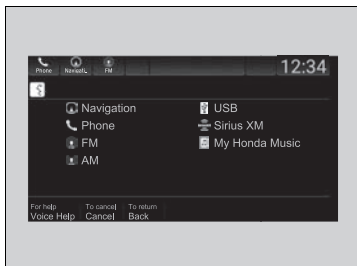 Phone Navigati.. FM 12:34
Navigation USB
Phone Sirius XM
FM My Honda Music
AM
For help To cancel To return
Voice Help Cancel Back